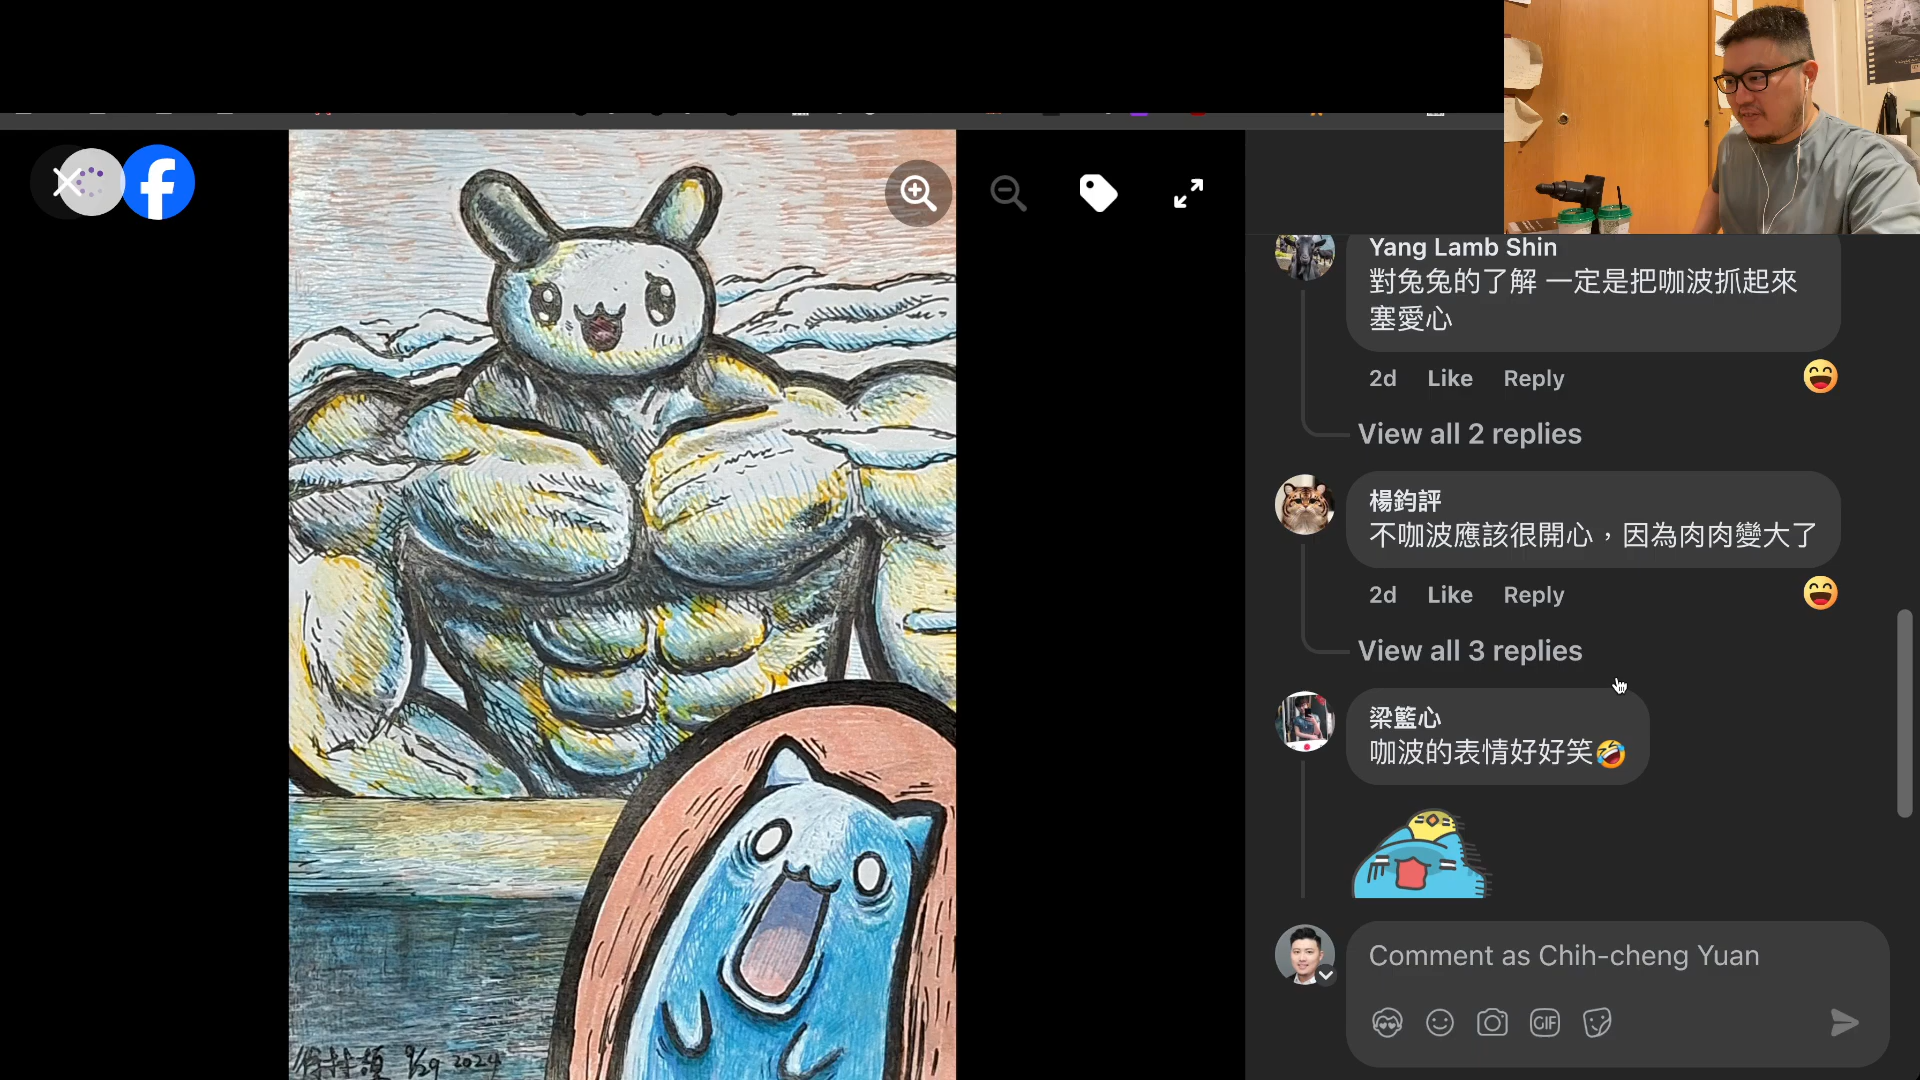 Yang Lamb Shin
對兔兔的了解 一定是把咖波抓起來
塞愛心
2d Like Reply
View all 2 replies
楊鈞評
不咖波應該很開心，因為肉肉變大了
2d Like Reply
View all 3 replies
梁籃心
咖波的表情好好笑🤣
Comment as Chih-cheng Yuan
GIF
9/29 2024